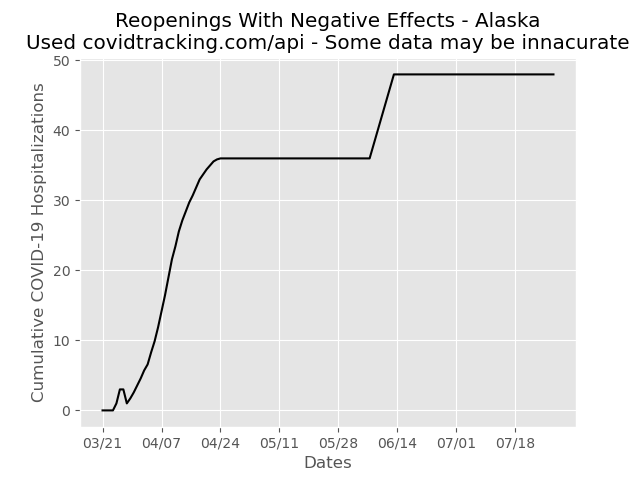 Reopenings With Negative Effects - Alaska
Used covidtracking.com/api - Some data may be innacurate
50
40
30
20
10
0
Cumulative COVID-19 Hospitalizations
03/21 04/07 04/24 05/11 05/28 06/14 07/01 07/18
Dates